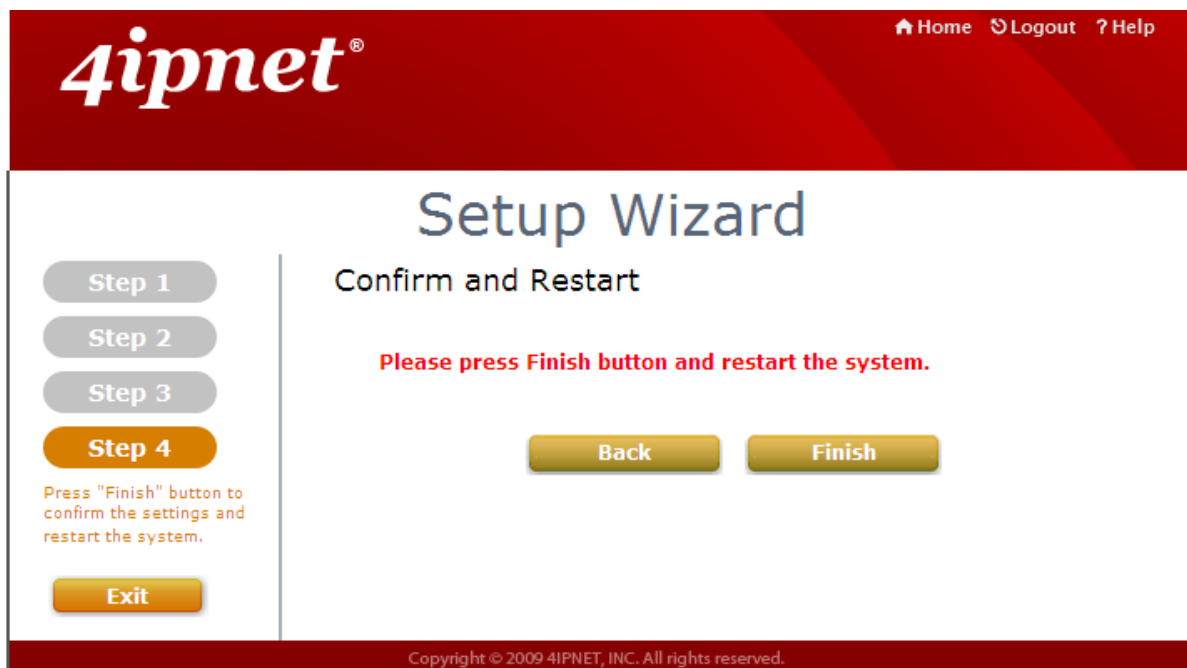 4ipnet®
Home Logout ? Help
Setup Wizard
Step 1
Step 2
Step 3
Step 4
Press "Finish" button to
confirm the settings and
restart the system.
Exit
Confirm and Restart
Please press Finish button and restart the system.
Back Finish
Copyright © 2009 4IPNET, INC. All rights reserved.